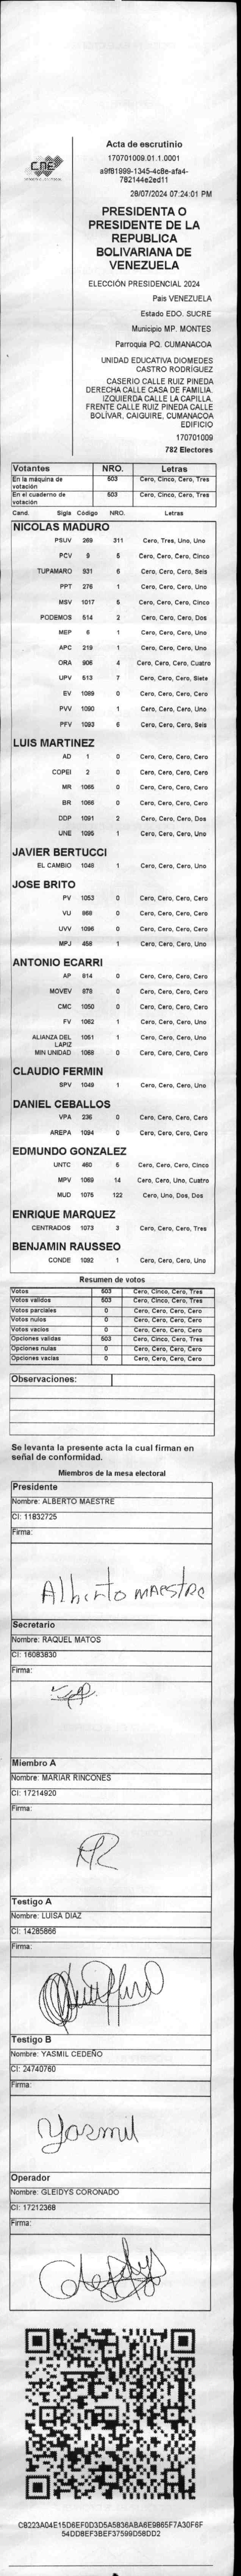 CNE
Acta de escrutinio
170701009.01.1.0001
a9f81999-1345-4c8e-afa4-
782144e2ed11
28/07/2024 07:24:01 PM
PRESIDENTA O
PRESIDENTE DE LA
REPUBLICA
BOLIVARIANA DE
VENEZUELA
ELECCIÓN PRESIDENCIAL 2024
Pais VENEZUELA
Estado EDO. SUCRE
Municipio MP. MONTES
Parroquia PQ. CUMANACOA
UNIDAD EDUCATIVA DIOMEDES
CASTRO RODRÍGUEZ
CASERIO CALLE RUIZ PINEDA
DERECHA CALLE CASA DE FAMILIA.
IZQUIERDA CALLE LA CAPILLA.
FRENTE CALLE RUIZ PINEDA CALLE
BOLÍVAR, CAIGUIRE, CUMANACOA
EDIFICIO
170701009
782 Electores
Votantes NRO. Letras
En la máquina de votación 503 Cero, Cinco, Cero, Tres
En el cuaderno de votación 503 Cero, Cinco, Cero, Tres
Cand. Sigla Código NRO. Letras
NICOLAS MADURO
PSUV 269 311 Cero, Tres, Uno, Uno
PCV 9 5 Cero, Cero, Cero, Cinco
TUPAMARO 931 6 Cero, Cero, Cero, Seis
PPT 276 1 Cero, Cero, Cero, Uno
MSV 1017 5 Cero, Cero, Cero, Cinco
PODEMOS 514 2 Cero, Cero, Cero, Dos
MEP 6 1 Cero, Cero, Cero, Uno
APC 219 1 Cero, Cero, Cero, Uno
ORA 906 4 Cero, Cero, Cero, Cuatro
UPV 513 7 Cero, Cero, Cero, Siete
EV 1089 0 Cero, Cero, Cero, Cero
PVV 1090 1 Cero, Cero, Cero, Uno
PFV 1093 6 Cero, Cero, Cero, Seis
LUIS MARTINEZ
AD 1 0 Cero, Cero, Cero, Cero
COPEI 2 0 Cero, Cero, Cero, Cero
MR 1065 0 Cero, Cero, Cero, Cero
BR 1066 0 Cero, Cero, Cero, Cero
DDP 1091 2 Cero, Cero, Cero, Dos
UNE 1095 1 Cero, Cero, Cero, Uno
JAVIER BERTUCCI
EL CAMBIO 1048 1 Cero, Cero, Cero, Uno
JOSE BRITO
PV 1053 0 Cero, Cero, Cero, Cero
VU 868 0 Cero, Cero, Cero, Cero
UVV 1096 0 Cero, Cero, Cero, Cero
MPJ 458 1 Cero, Cero, Cero, Uno
ANTONIO ECARRI
AP 814 0 Cero, Cero, Cero, Cero
MOVEV 878 0 Cero, Cero, Cero, Cero
CMC 1050 0 Cero, Cero, Cero, Cero
FV 1062 1 Cero, Cero, Cero, Uno
ALIANZA DEL LAPIZ 1051 1 Cero, Cero, Cero, Uno
MIN UNIDAD 1068 0 Cero, Cero, Cero, Cero
CLAUDIO FERMIN
SPV 1049 1 Cero, Cero, Cero, Uno
DANIEL CEBALLOS
VPA 236 0 Cero, Cero, Cero, Cero
AREPA 1094 0 Cero, Cero, Cero, Cero
EDMUNDO GONZALEZ
UNTC 460 5 Cero, Cero, Cero, Cinco
MPV 1069 14 Cero, Cero, Uno, Cuatro
MUD 1075 122 Cero, Uno, Dos, Dos
ENRIQUE MARQUEZ
CENTRADOS 1073 3 Cero, Cero, Cero, Tres
BENJAMIN RAUSSEO
CONDE 1092 1 Cero, Cero, Cero, Uno
Resumen de votos
Votos 503 Cero, Cinco, Cero, Tres
Votos validos 503 Cero, Cinco, Cero, Tres
Votos parciales 0 Cero, Cero, Cero, Cero
Votos nulos 0 Cero, Cero, Cero, Cero
Votos vacios 0 Cero, Cero, Cero, Cero
Opciones validas 503 Cero, Cinco, Cero, Tres
Opciones nulas 0 Cero, Cero, Cero, Cero
Opciones vacias 0 Cero, Cero, Cero, Cero
Observaciones:
Se levanta la presente acta la cual firman en
señal de conformidad.
Miembros de la mesa electoral
Presidente
Nombre: ALBERTO MAESTRE
CI: 11832725
Firma:
Alberto MAESTRE
Secretario
Nombre: RAQUEL MATOS
CI: 16083830
Firma:
Miembro A
Nombre: MARIAR RINCONES
CI: 17214920
Firma:
Testigo A
Nombre: LUISA DIAZ
CI: 14285866
Firma:
Testigo B
Nombre: YASMIL CEDEÑO
CI: 24740760
Firma:
Yasmil
Operador
Nombre: GLEIDYS CORONADO
CI: 17212368
Firma:
CB223A04E15D6EF0D3D5A5836ABA6E9865F7A30F6F
54DD8EF3BEF37599D58DD2